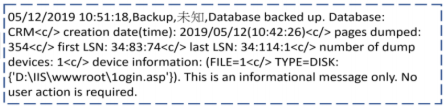 05/12/2019 10:51:18,Backup,未知,Database backed up. Database:
CRM<c/> creation date(time): 2019/05/12(10:42:26)<c/> pages dumped:
354<c/> first LSN: 34:83:74<c/> last LSN: 34:114:1<c/> number of dump
devices: 1<c/> device information: (FILE=1<c/> TYPE=DISK:
{'D:\IIS\wwwroot\1ogin.asp'}). This is an informational message only. No
user action is required.